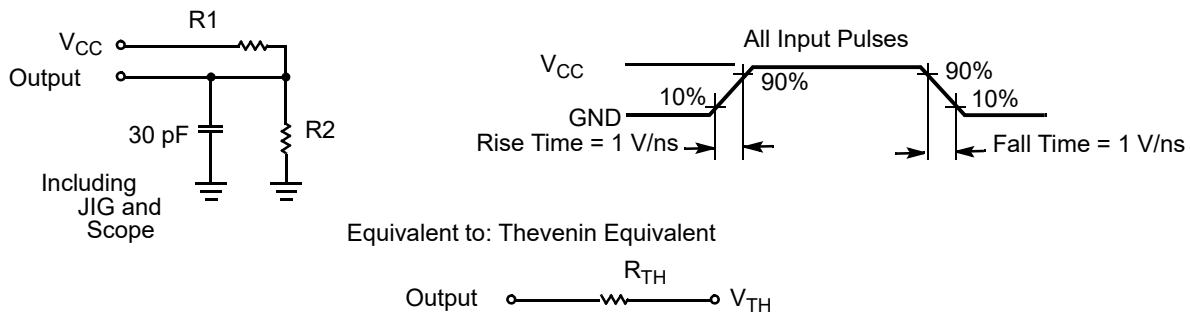 R1
VCC
Output
30 pF
R2
Including
JIG and
Scope
All Input Pulses
VCC
90%
90%
10%
10%
GND
Rise Time = 1 V/ns
Fall Time = 1 V/ns
Equivalent to: Thevenin Equivalent
RTH
Output
VTH